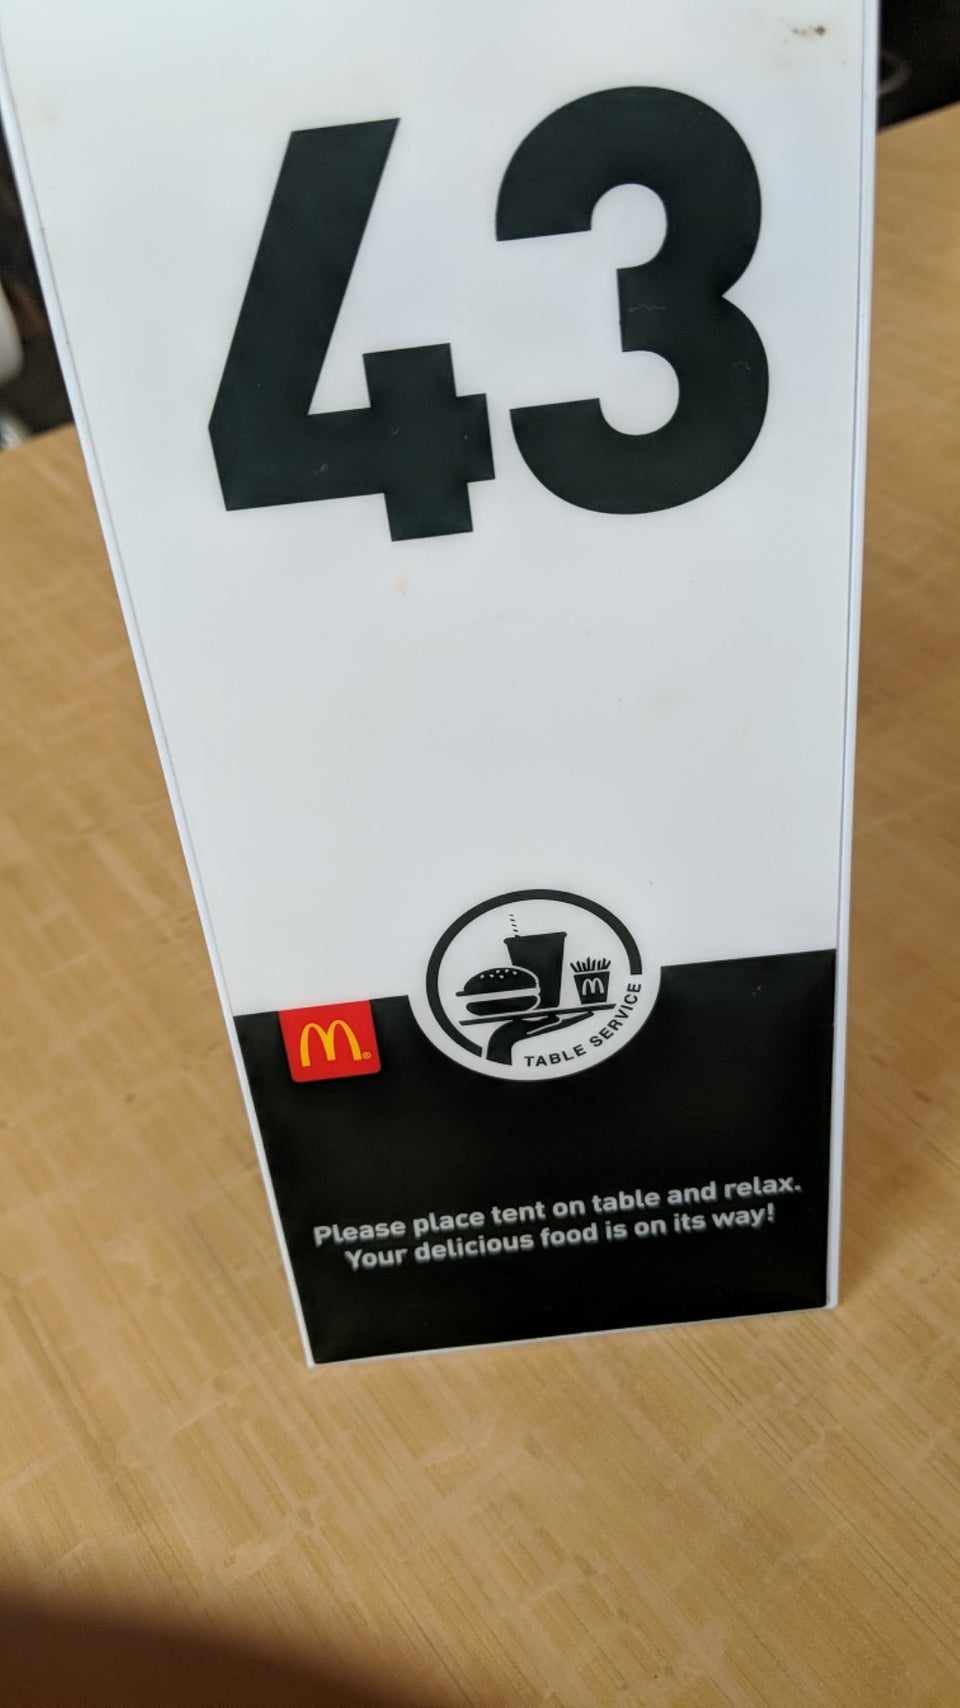 43
TABLE SERVICE
Please place tent on table and relax.
Your delicious food is on its way!